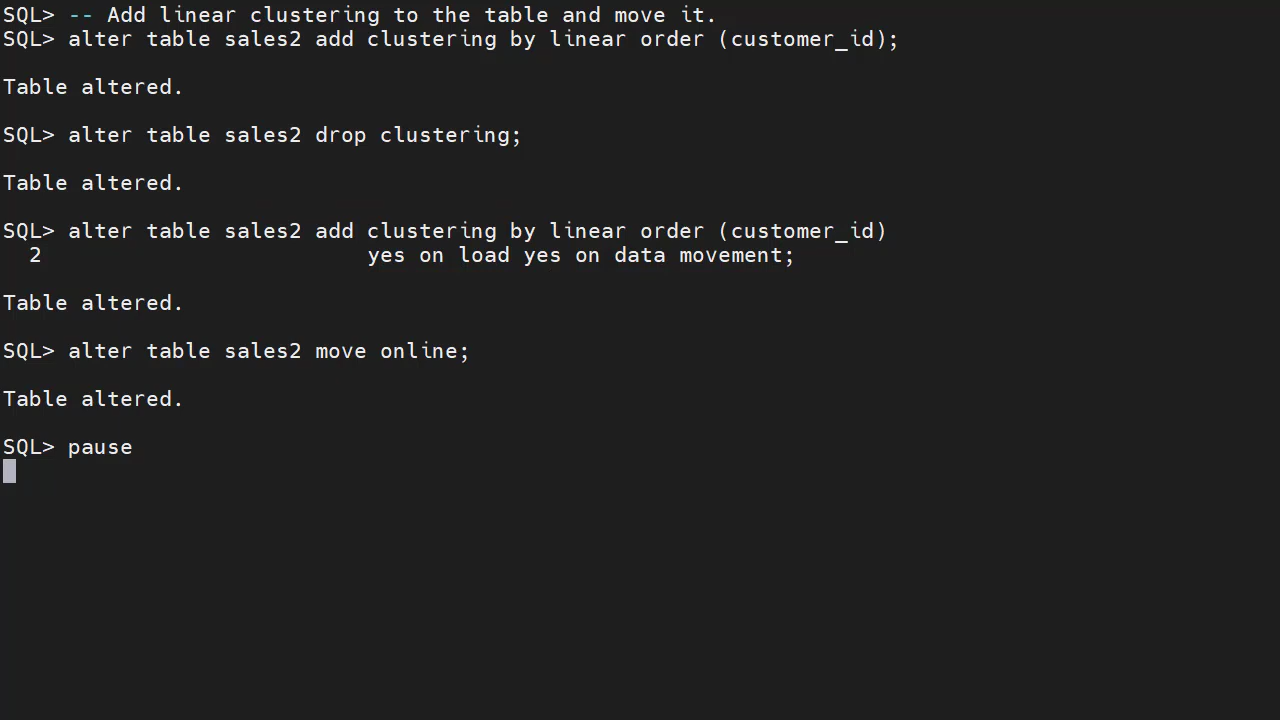 SQL> -- Add linear clustering to the table and move it.
SQL> alter table sales2 add clustering by linear order (customer_id);
Table altered.
SQL> alter table sales2 drop clustering;
Table altered.
SQL> alter table sales2 add clustering by linear order (customer_id)
  2                         yes on load yes on data movement;
Table altered.
SQL> alter table sales2 move online;
Table altered.
SQL> pause